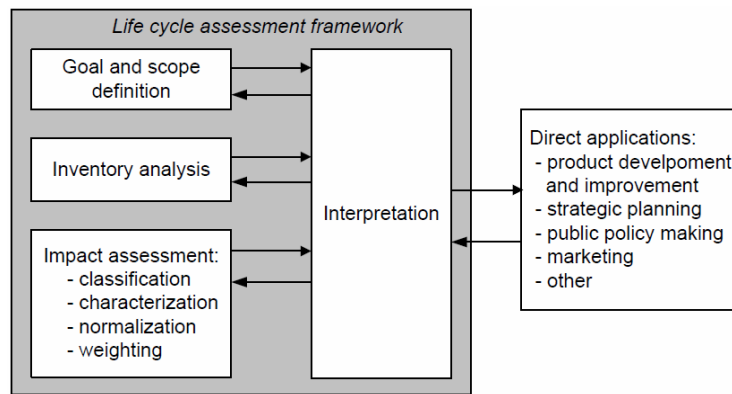 Life cycle assessment framework
Goal and scope
definition
Inventory analysis
Impact assessment:
- classification
- characterization
- normalization
- weighting
Interpretation
Direct applications:
- product develpoment
and improvement
- strategic planning
- public policy making
- marketing
- other